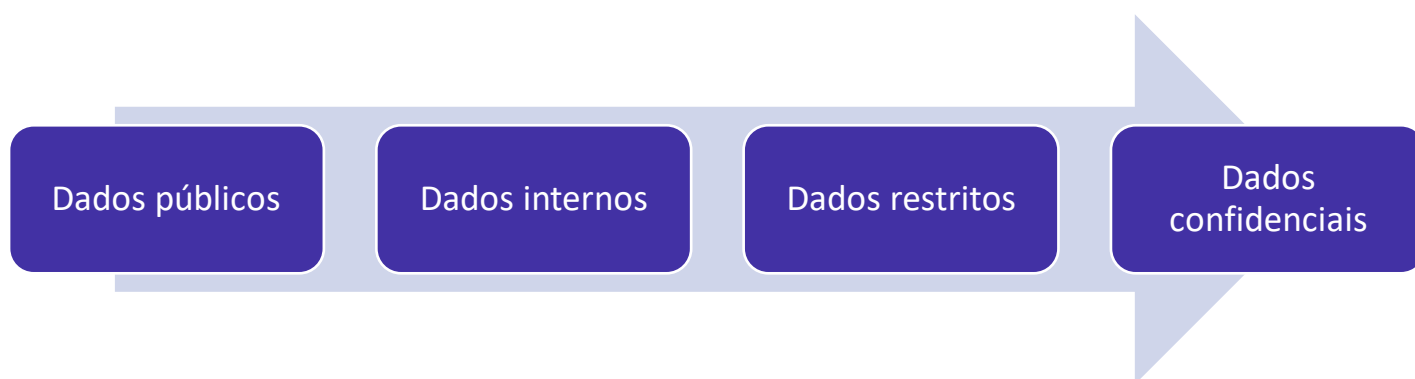 Dados públicos
Dados internos
Dados restritos
Dados
confidenciais